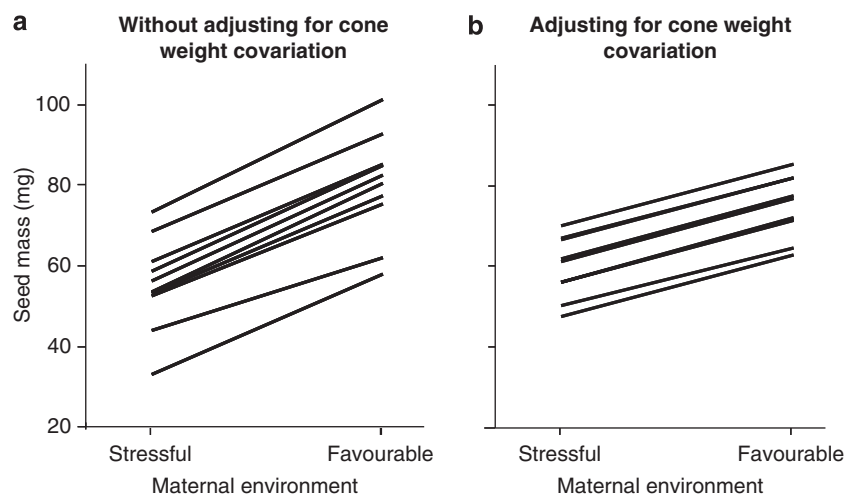 a
Without adjusting for cone
weight covariation
b
Adjusting for cone weight
covariation
Seed mass (mg)
100
80
60
40
20
Stressful
Favourable
Maternal environment
Stressful
Favourable
Maternal environment